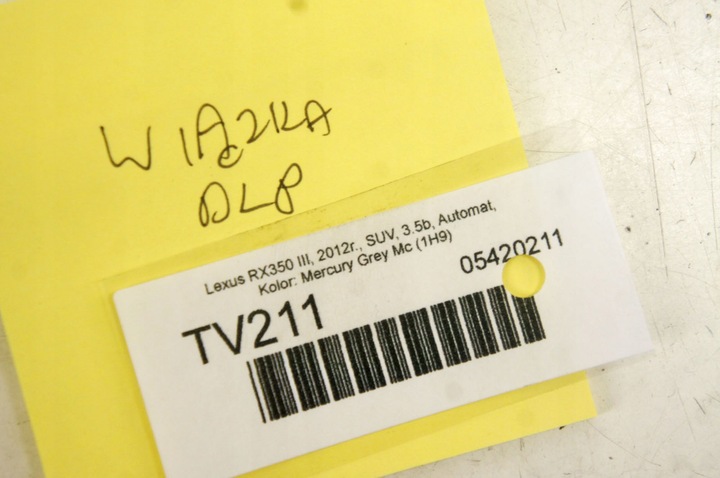 WIĄZKA
DLP
Lexus RX350 III, 2012r., SUV, 3.5b, Automat,
Kolor: Mercury Grey Mc (1H9)
05420211
TV211